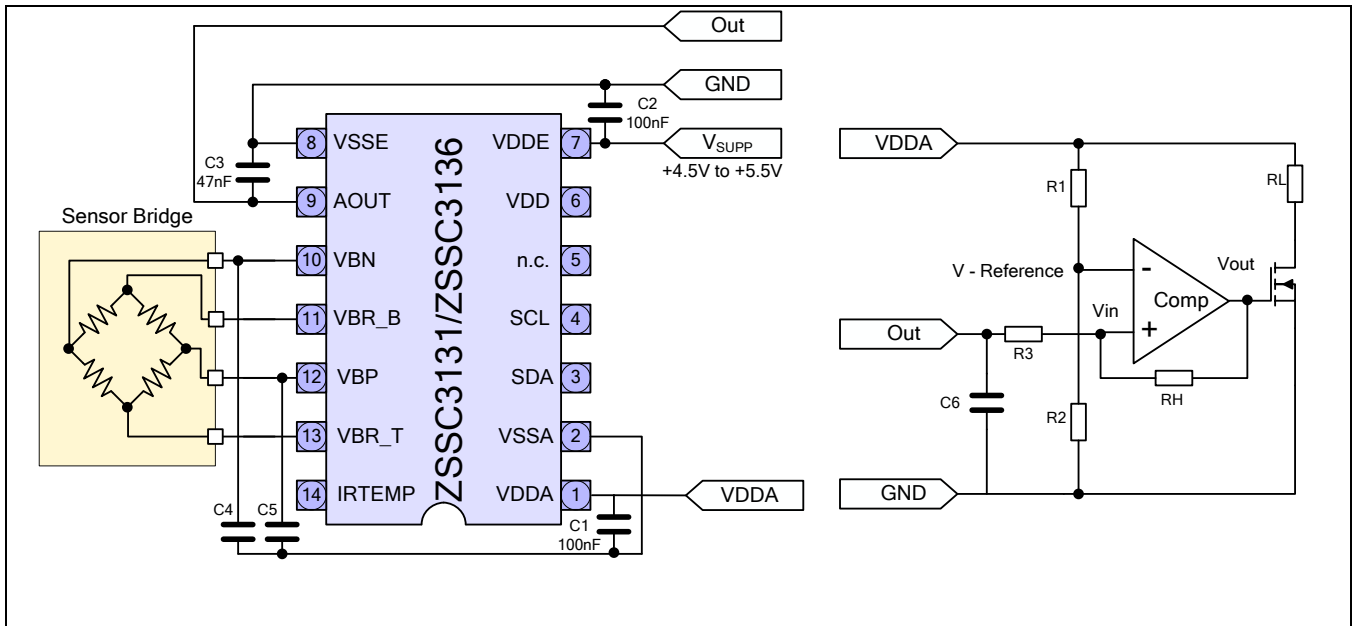 Out
GND
C2
100nF
8 VSSE
VDDE 7
VSUPP
+4.5V to +5.5V
C3
47nF
9 AOUT
VDD 6
Sensor Bridge
10 VBN
n.c. 5
11 VBR_B
SCL 4
12 VBP
SDA 3
13 VBR_T
VSSA 2
14 IRTEMP
VDDA 1
ZSSC3131/ZSSC3136
C4
C5
C1
100nF
VDDA
VDDA
R1
RL
V - Reference
-
Vout
Comp
Vin
+
Out
R3
RH
C6
R2
GND